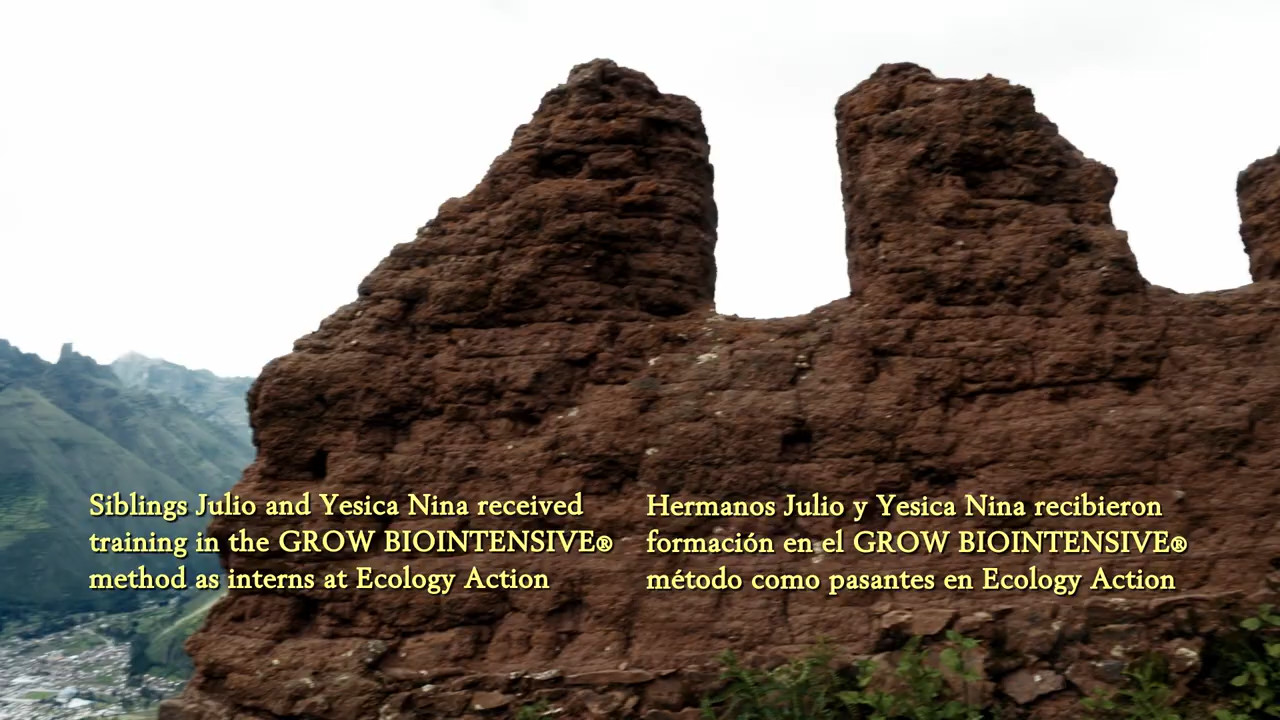 Siblings Julio and Yesica Nina received
training in the GROW BIOINTENSIVE®
method as interns at Ecology Action
Hermanos Julio y Yesica Nina recibieron
formación en el GROW BIOINTENSIVE®
método como pasantes en Ecology Action